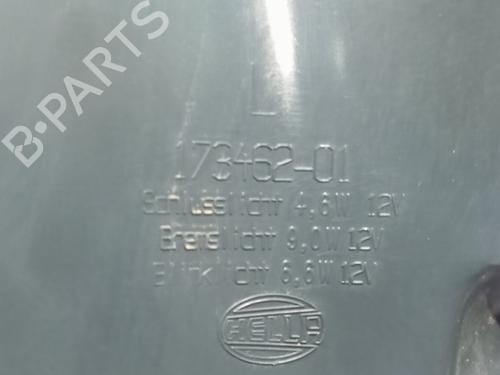 B-PARTS
L
173462-01
Schlusslicht 4,6W 12V
Bremslicht 9,0W 12V
Blinklicht 6,6W 12V
HELLA